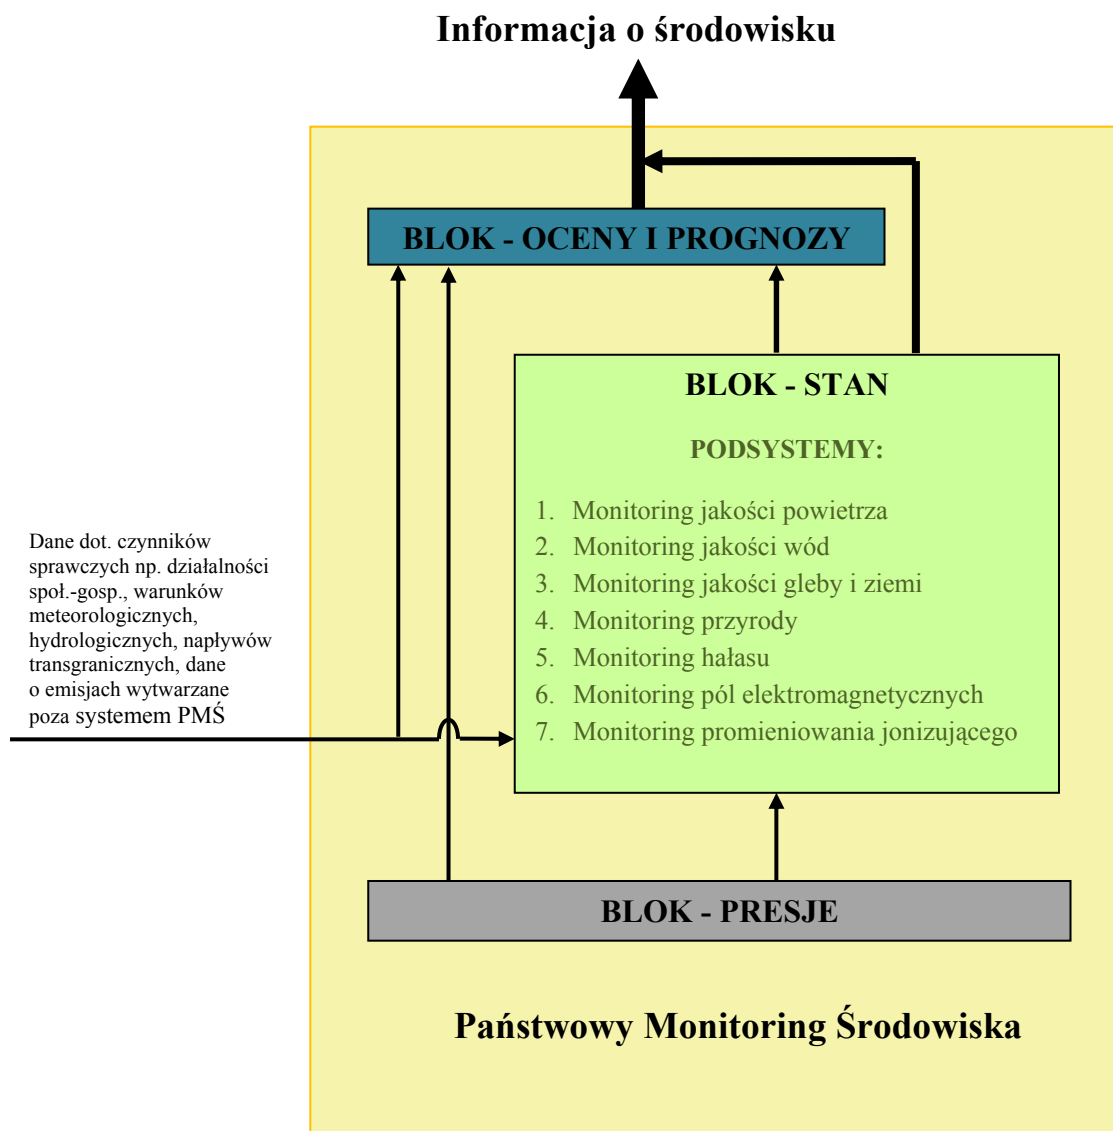 Informacja o środowisku
BLOK - OCENY I PROGNOZY
BLOK - STAN
PODSYSTEMY:
1. Monitoring jakości powietrza
2. Monitoring jakości wód
3. Monitoring jakości gleby i ziemi
4. Monitoring przyrody
5. Monitoring hałasu
6. Monitoring pól elektromagnetycznych
7. Monitoring promieniowania jonizującego
Dane dot. czynników
sprawczych np. działalności
społ.-gosp., warunków
meteorologicznych,
hydrologicznych, napływów
transgranicznych, dane
o emisjach wytwarzane
poza systemem PMŚ
BLOK - PRESJE
Państwowy Monitoring Środowiska